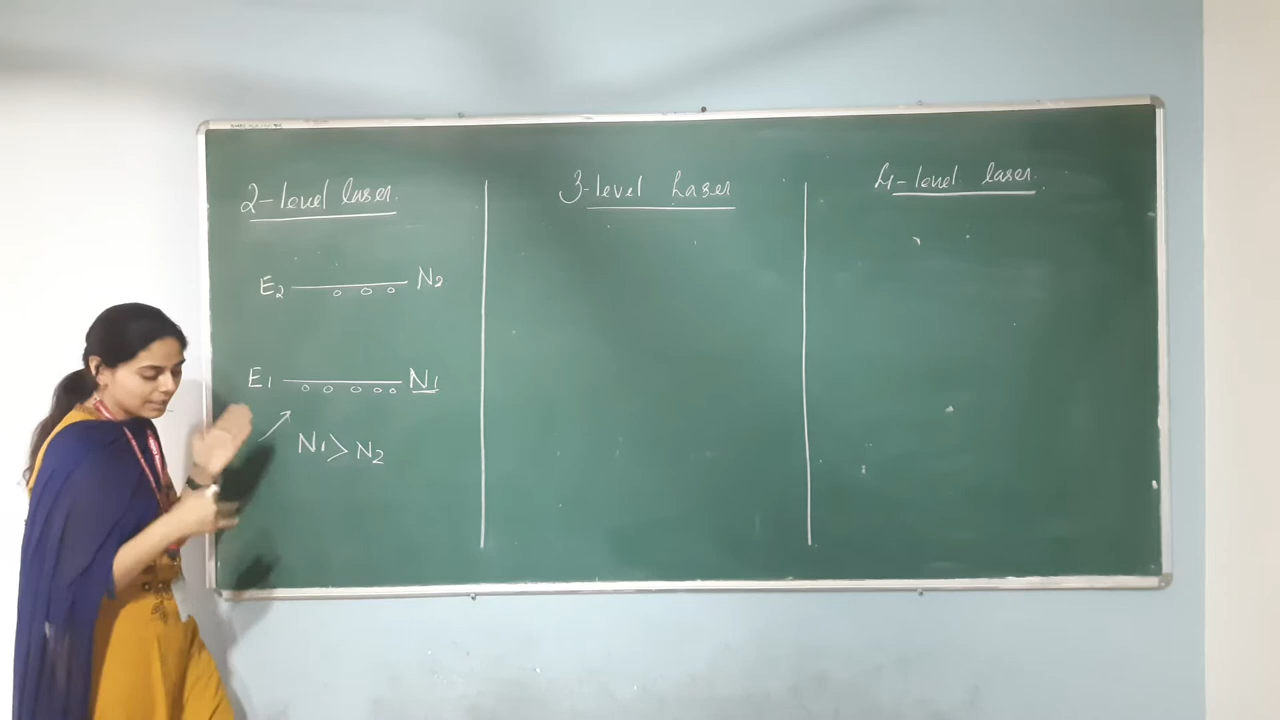 2-level laser.
E2 N2
E1 N1
N1 > N2
3-level Laser
4-level laser.